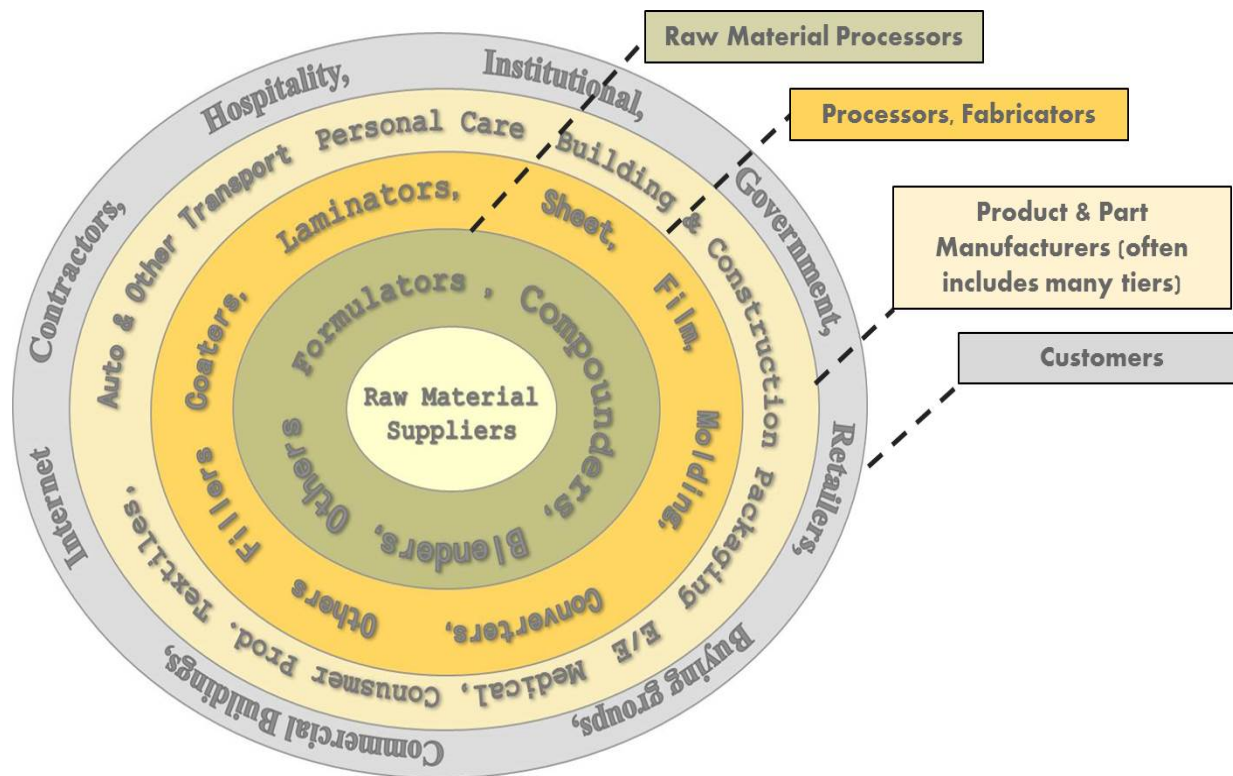 Raw Material Processors
Processors, Fabricators
Product & Part
Manufacturers (often
includes many tiers)
Customers
Hospitality, Institutional, Government, Retailers, Buying groups, Commercial Buildings, Internet Contractors,
Auto & Other Transport Personal Care Building & Construction Packaging E/E Medical, Conusmer Prod. Textiles,
Laminators, Sheet, Film, Molding, Converters, Others Fillers Coaters,
Formulators, Compounders, Blenders, Others
Raw Material
Suppliers